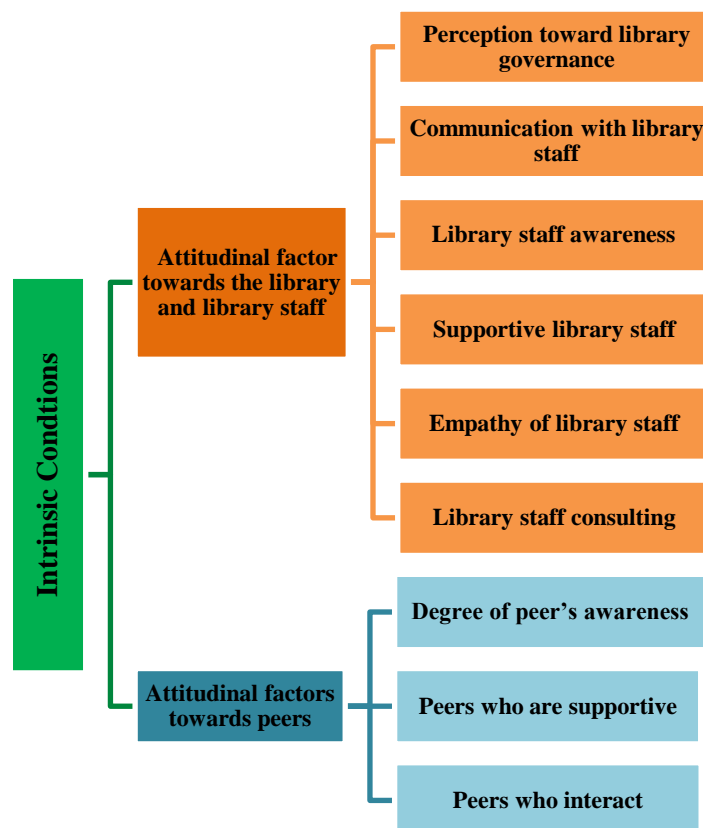 Intrinsic Condtions
Attitudinal factor
towards the library
and library staff
Perception toward library
governance
Communication with library
staff
Library staff awareness
Supportive library staff
Empathy of library staff
Library staff consulting
Attitudinal factors
towards peers
Degree of peer’s awareness
Peers who are supportive
Peers who interact